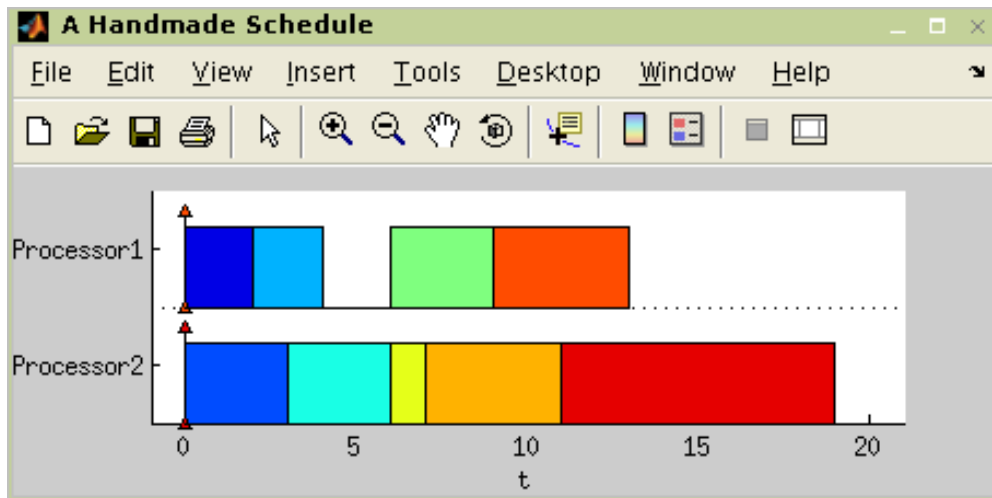 A Handmade Schedule
File Edit View Insert Tools Desktop Window Help
Processor1
Processor2
0 5 10 15 20
t